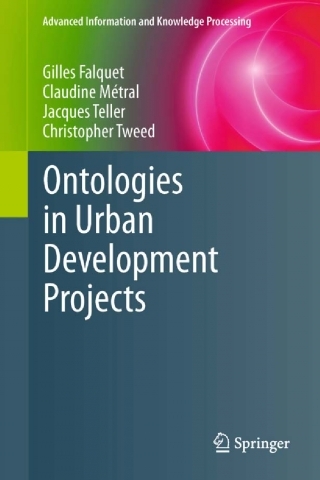 Advanced Information and Knowledge Processing
Gilles Falquet
Claudine Métral
Jacques Teller
Christopher Tweed
Ontologies
in Urban
Development
Projects
Springer